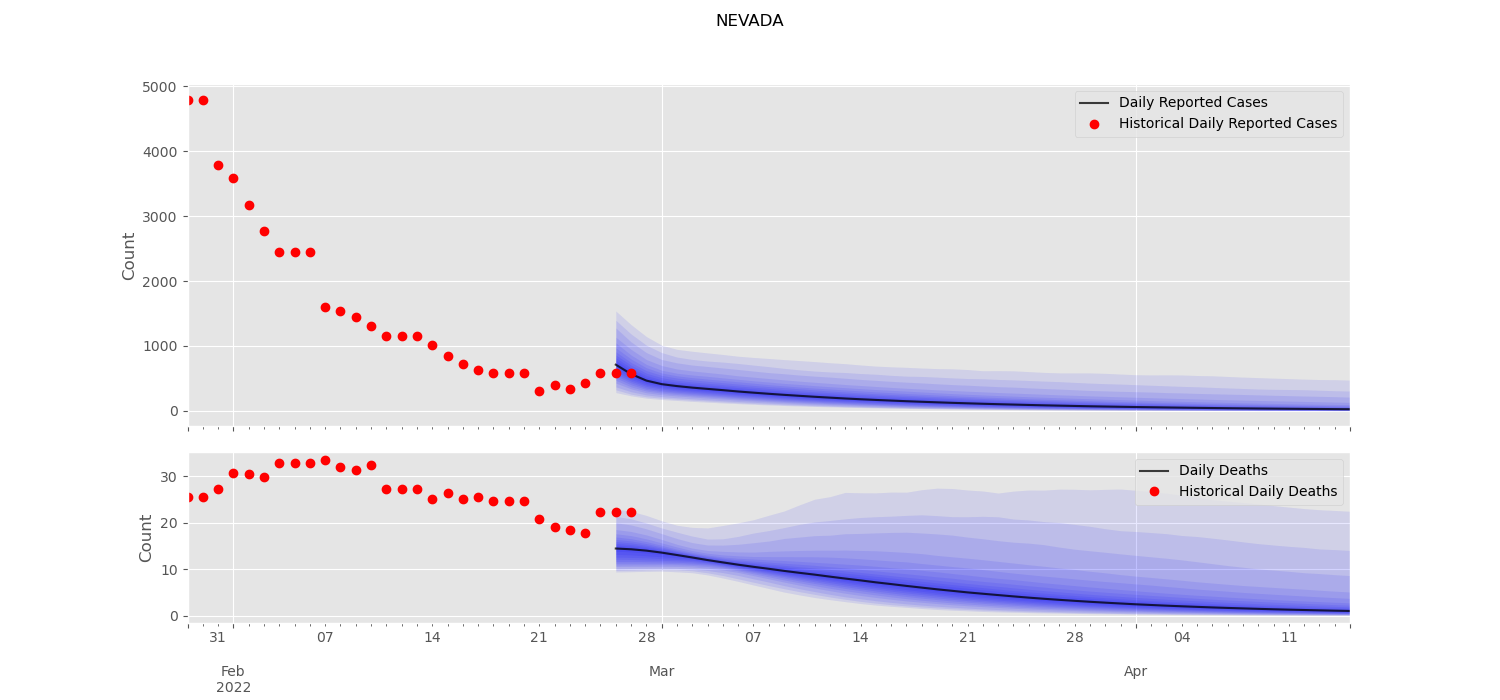 NEVADA
5000
4000
3000
2000
1000
0
Count
Daily Reported Cases
Historical Daily Reported Cases
30
20
10
0
Count
Daily Deaths
Historical Daily Deaths
31 07 14 21 28 07 14 21 28 04 11
Feb Mar Apr
2022